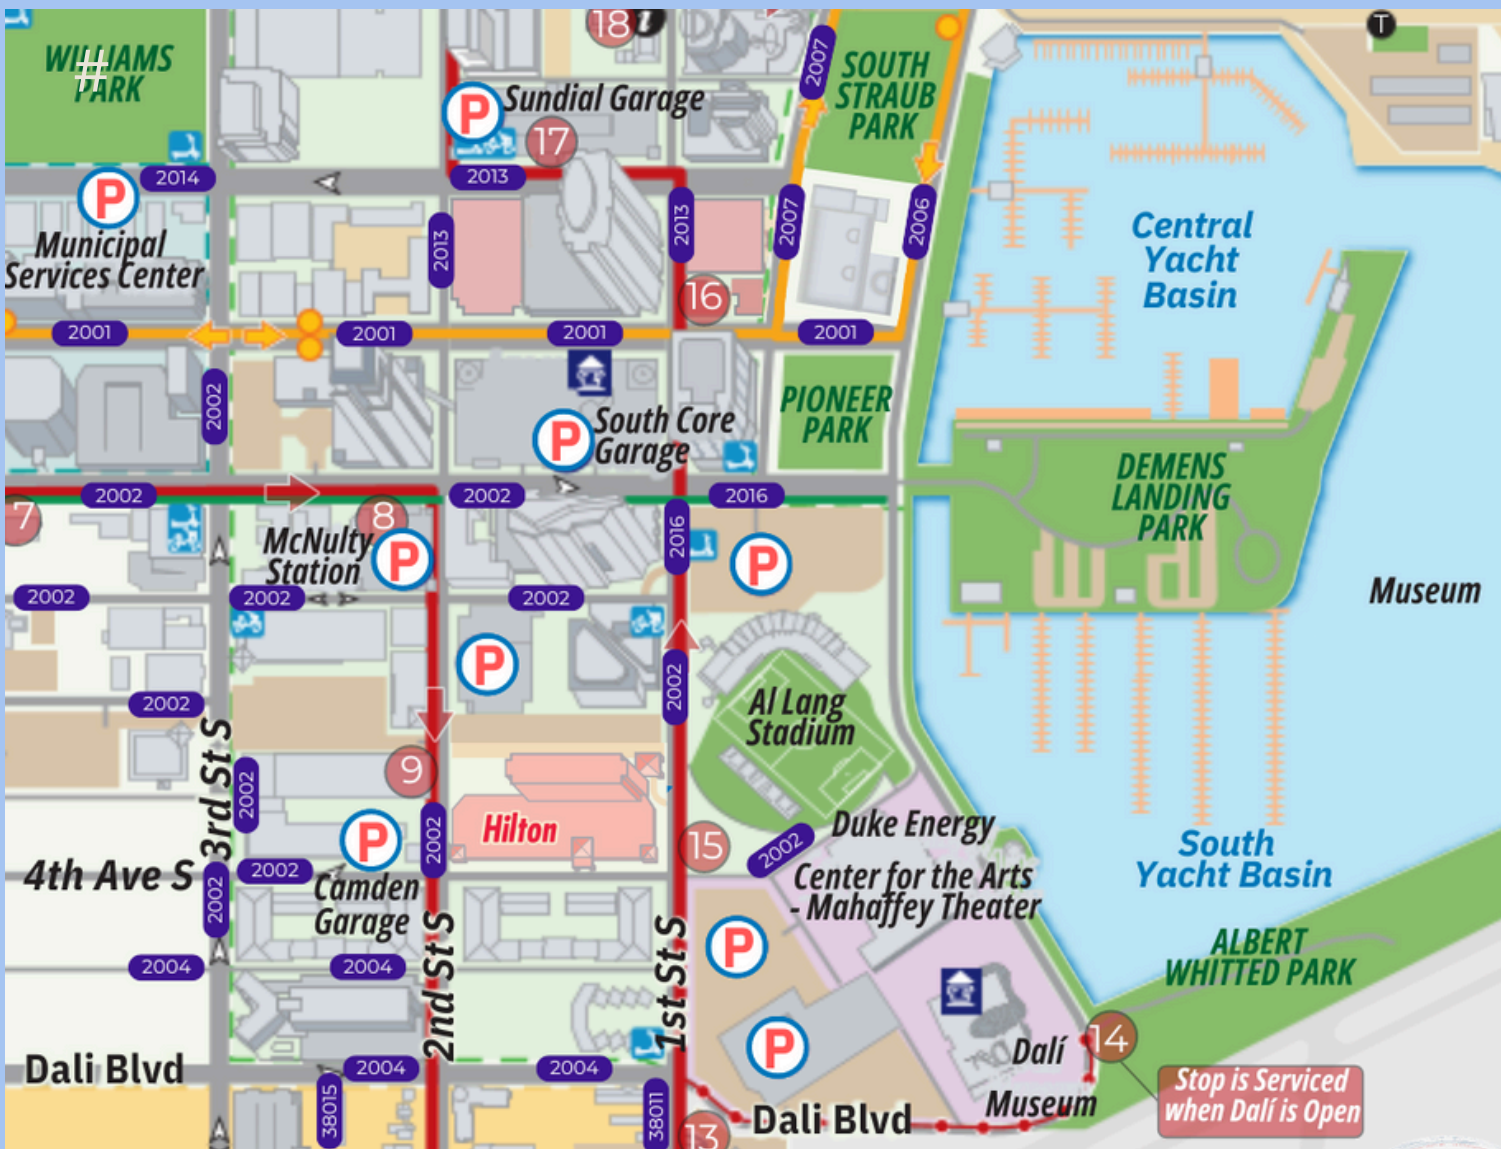 18
i
T
WILLIAMS
PARK
#
2007
SOUTH
STRAUB
PARK
P
Sundial Garage
17
2014
2013
P
Municipal
Services Center
2013
2013
2007
2006
Central
Yacht
Basin
16
2001
2001
2001
2001
2002
P
South Core
Garage
PIONEER
PARK
DEMENS
LANDING
PARK
2002
2002
2016
7
8
McNulty
Station
P
2016
P
Museum
2002
2002
2002
P
2002
2002
Al Lang
Stadium
3rd St S
9
2002
2002
Hilton
P
Camden
Garage
15
2002
Duke Energy
Center for the Arts
- Mahaffey Theater
South
Yacht Basin
4th Ave S
2002
2002
2nd St S
1st St S
P
ALBERT
WHITTED PARK
2004
2004
P
Dalí
Museum
14
Stop is Serviced
when Dalí is Open
Dali Blvd
2004
2004
38015
38011
13
Dali Blvd